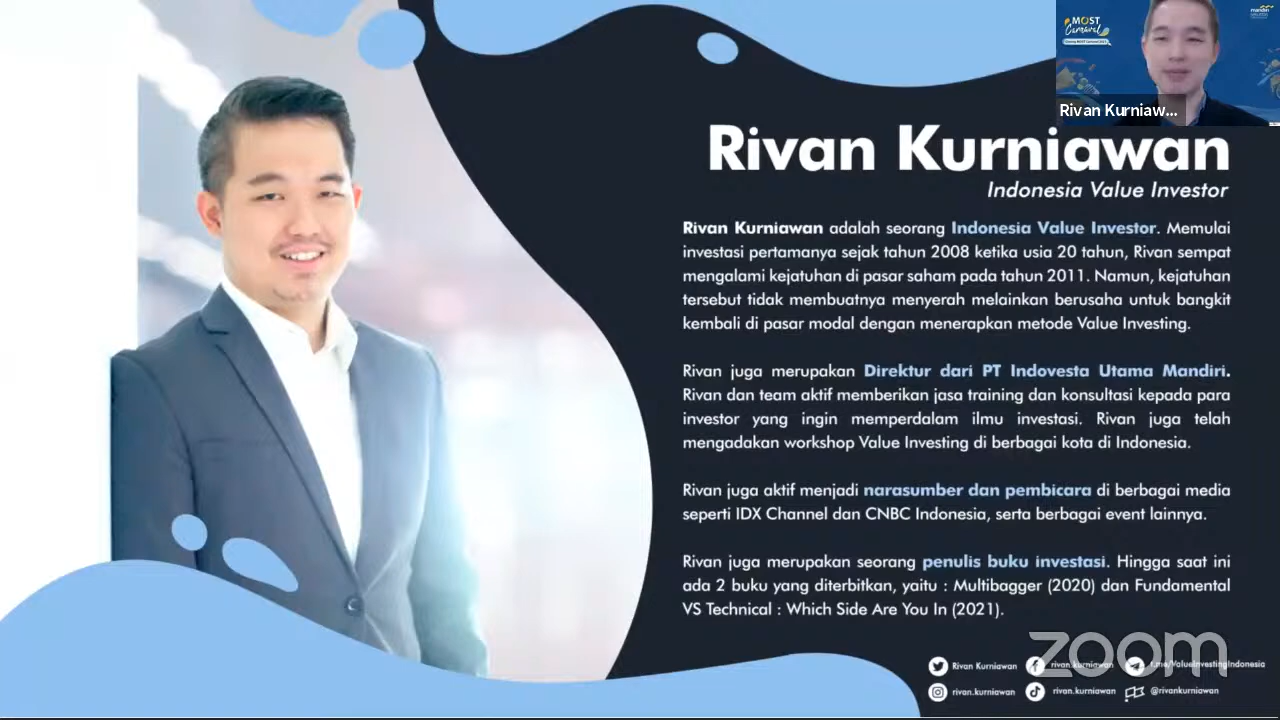 MOST
Carnaval
mandiri
Rivan Kurniaw...
Rivan Kurniawan
Indonesia Value Investor
Rivan Kurniawan adalah seorang Indonesia Value Investor. Memulai
investasi pertamanya sejak tahun 2008 ketika usia 20 tahun, Rivan sempat
mengalami kejatuhan di pasar saham pada tahun 2011. Namun, kejatuhan
tersebut tidak membuatnya menyerah melainkan berusaha untuk bangkit
kembali di pasar modal dengan menerapkan metode Value Investing.
Rivan juga merupakan Direktur dari PT Indovesta Utama Mandiri.
Rivan dan team aktif memberikan jasa training dan konsultasi kepada para
investor yang ingin memperdalam ilmu investasi. Rivan juga telah
mengadakan workshop Value Investing di berbagai kota di Indonesia.
Rivan juga aktif menjadi narasumber dan pembicara di berbagai media
seperti IDX Channel dan CNBC Indonesia, serta berbagai event lainnya.
Rivan juga merupakan seorang penulis buku investasi. Hingga saat ini
ada 2 buku yang diterbitkan, yaitu : Multibagger (2020) dan Fundamental
VS Technical : Which Side Are You In (2021).
zoom
Rivan Kurniawan rivan.kurniawan t.me/ValueInvestingIndonesia
rivan.kurniawan rivan.kurniawan @rivankurniawan